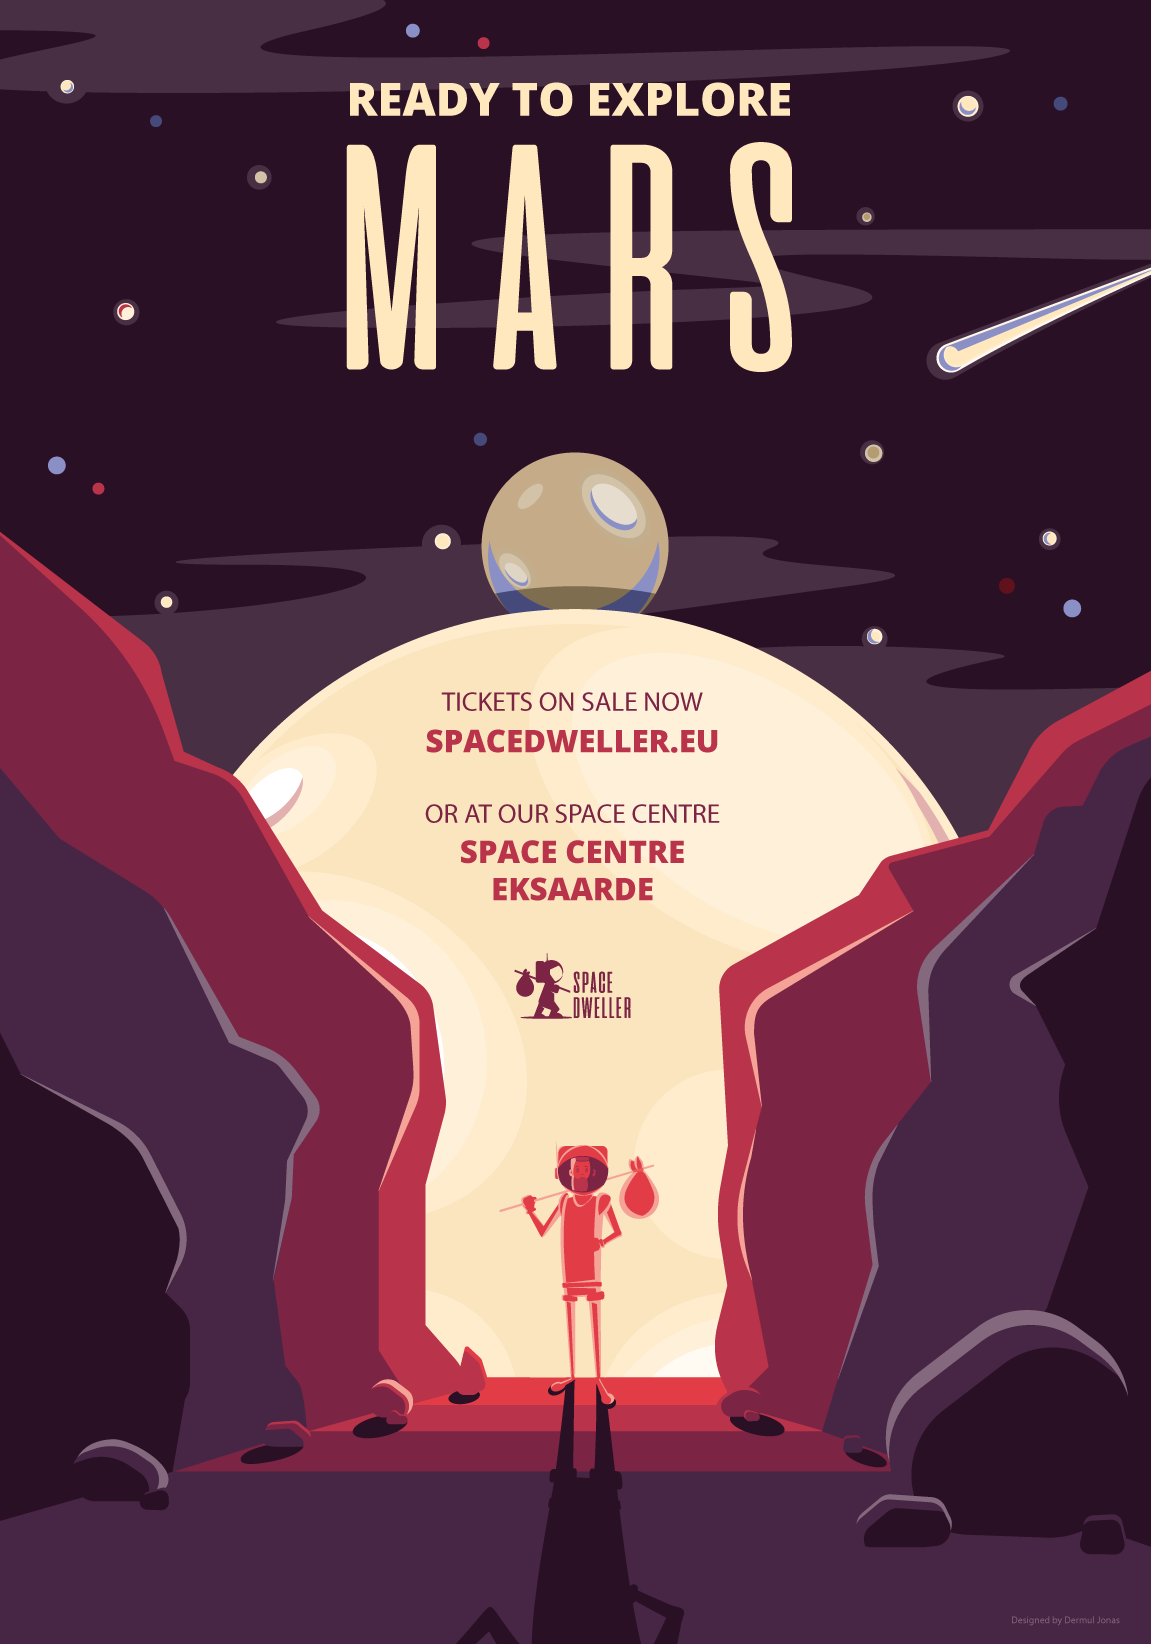 READY TO EXPLORE
MARS
TICKETS ON SALE NOW
SPACEDWELLER.EU
OR AT OUR SPACE CENTRE
SPACE CENTRE
EKSAARDE
SPACE
DWELLER
Designed by Dermul Jonas